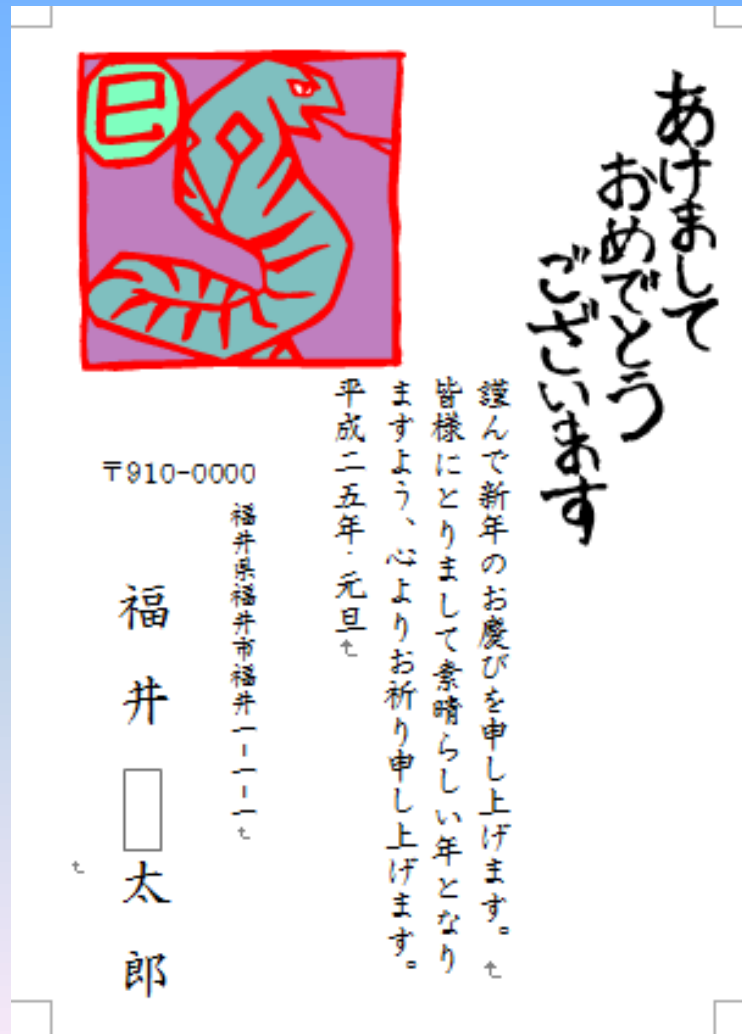 あけまして
おめでとう
ございます
謹んで新年のお慶びを申し上げます。
皆様にとりまして素晴らしい年となり
ますよう、心よりお祈り申し上げます。
平成二五年 元旦
巳
〒910-0000
福井県福井市福井一-一-一
福井 太郎